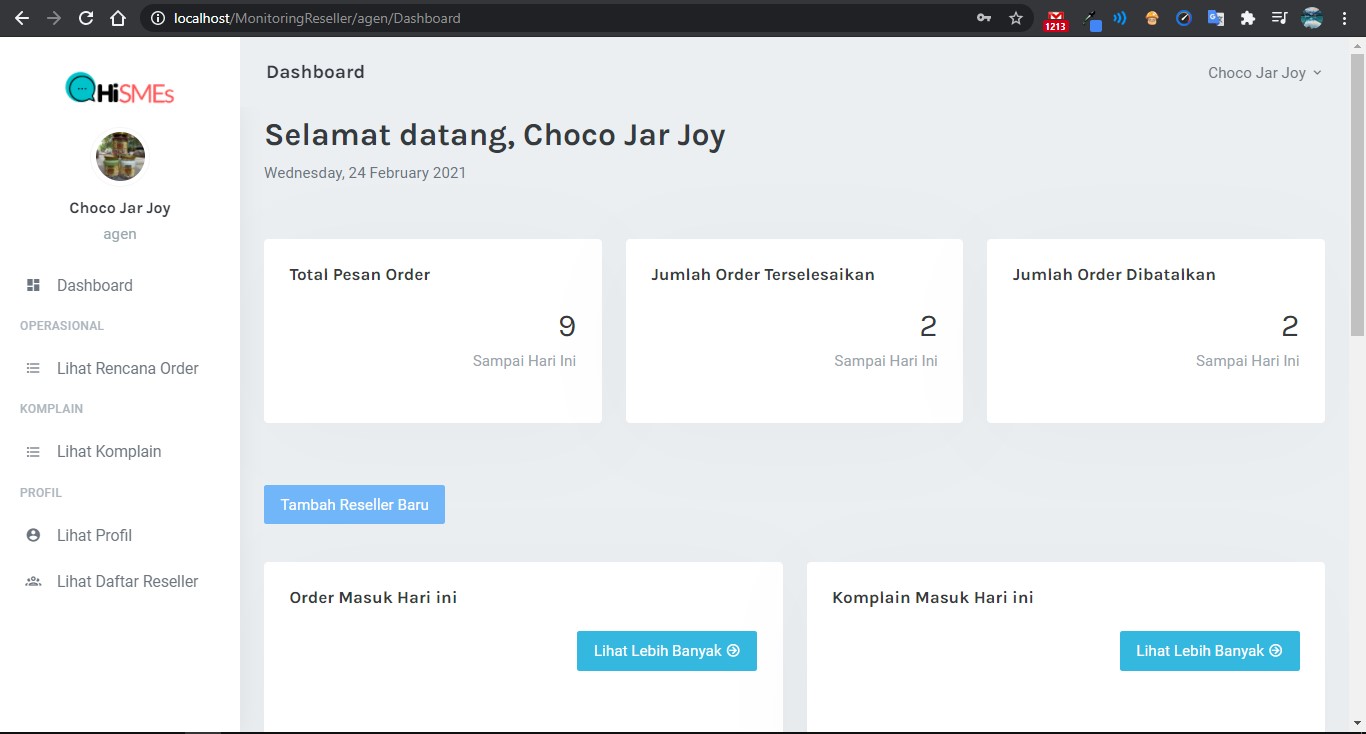 localhost/MonitoringReseller/agen/Dashboard
1213
HiSMEs
Choco Jar Joy
agen
Dashboard
OPERASIONAL
Lihat Rencana Order
KOMPLAIN
Lihat Komplain
PROFIL
Lihat Profil
Lihat Daftar Reseller
Dashboard
Choco Jar Joy
Selamat datang, Choco Jar Joy
Wednesday, 24 February 2021
Total Pesan Order
9
Sampai Hari Ini
Jumlah Order Terselesaikan
2
Sampai Hari Ini
Jumlah Order Dibatalkan
2
Sampai Hari Ini
Tambah Reseller Baru
Order Masuk Hari ini
Lihat Lebih Banyak
Komplain Masuk Hari ini
Lihat Lebih Banyak